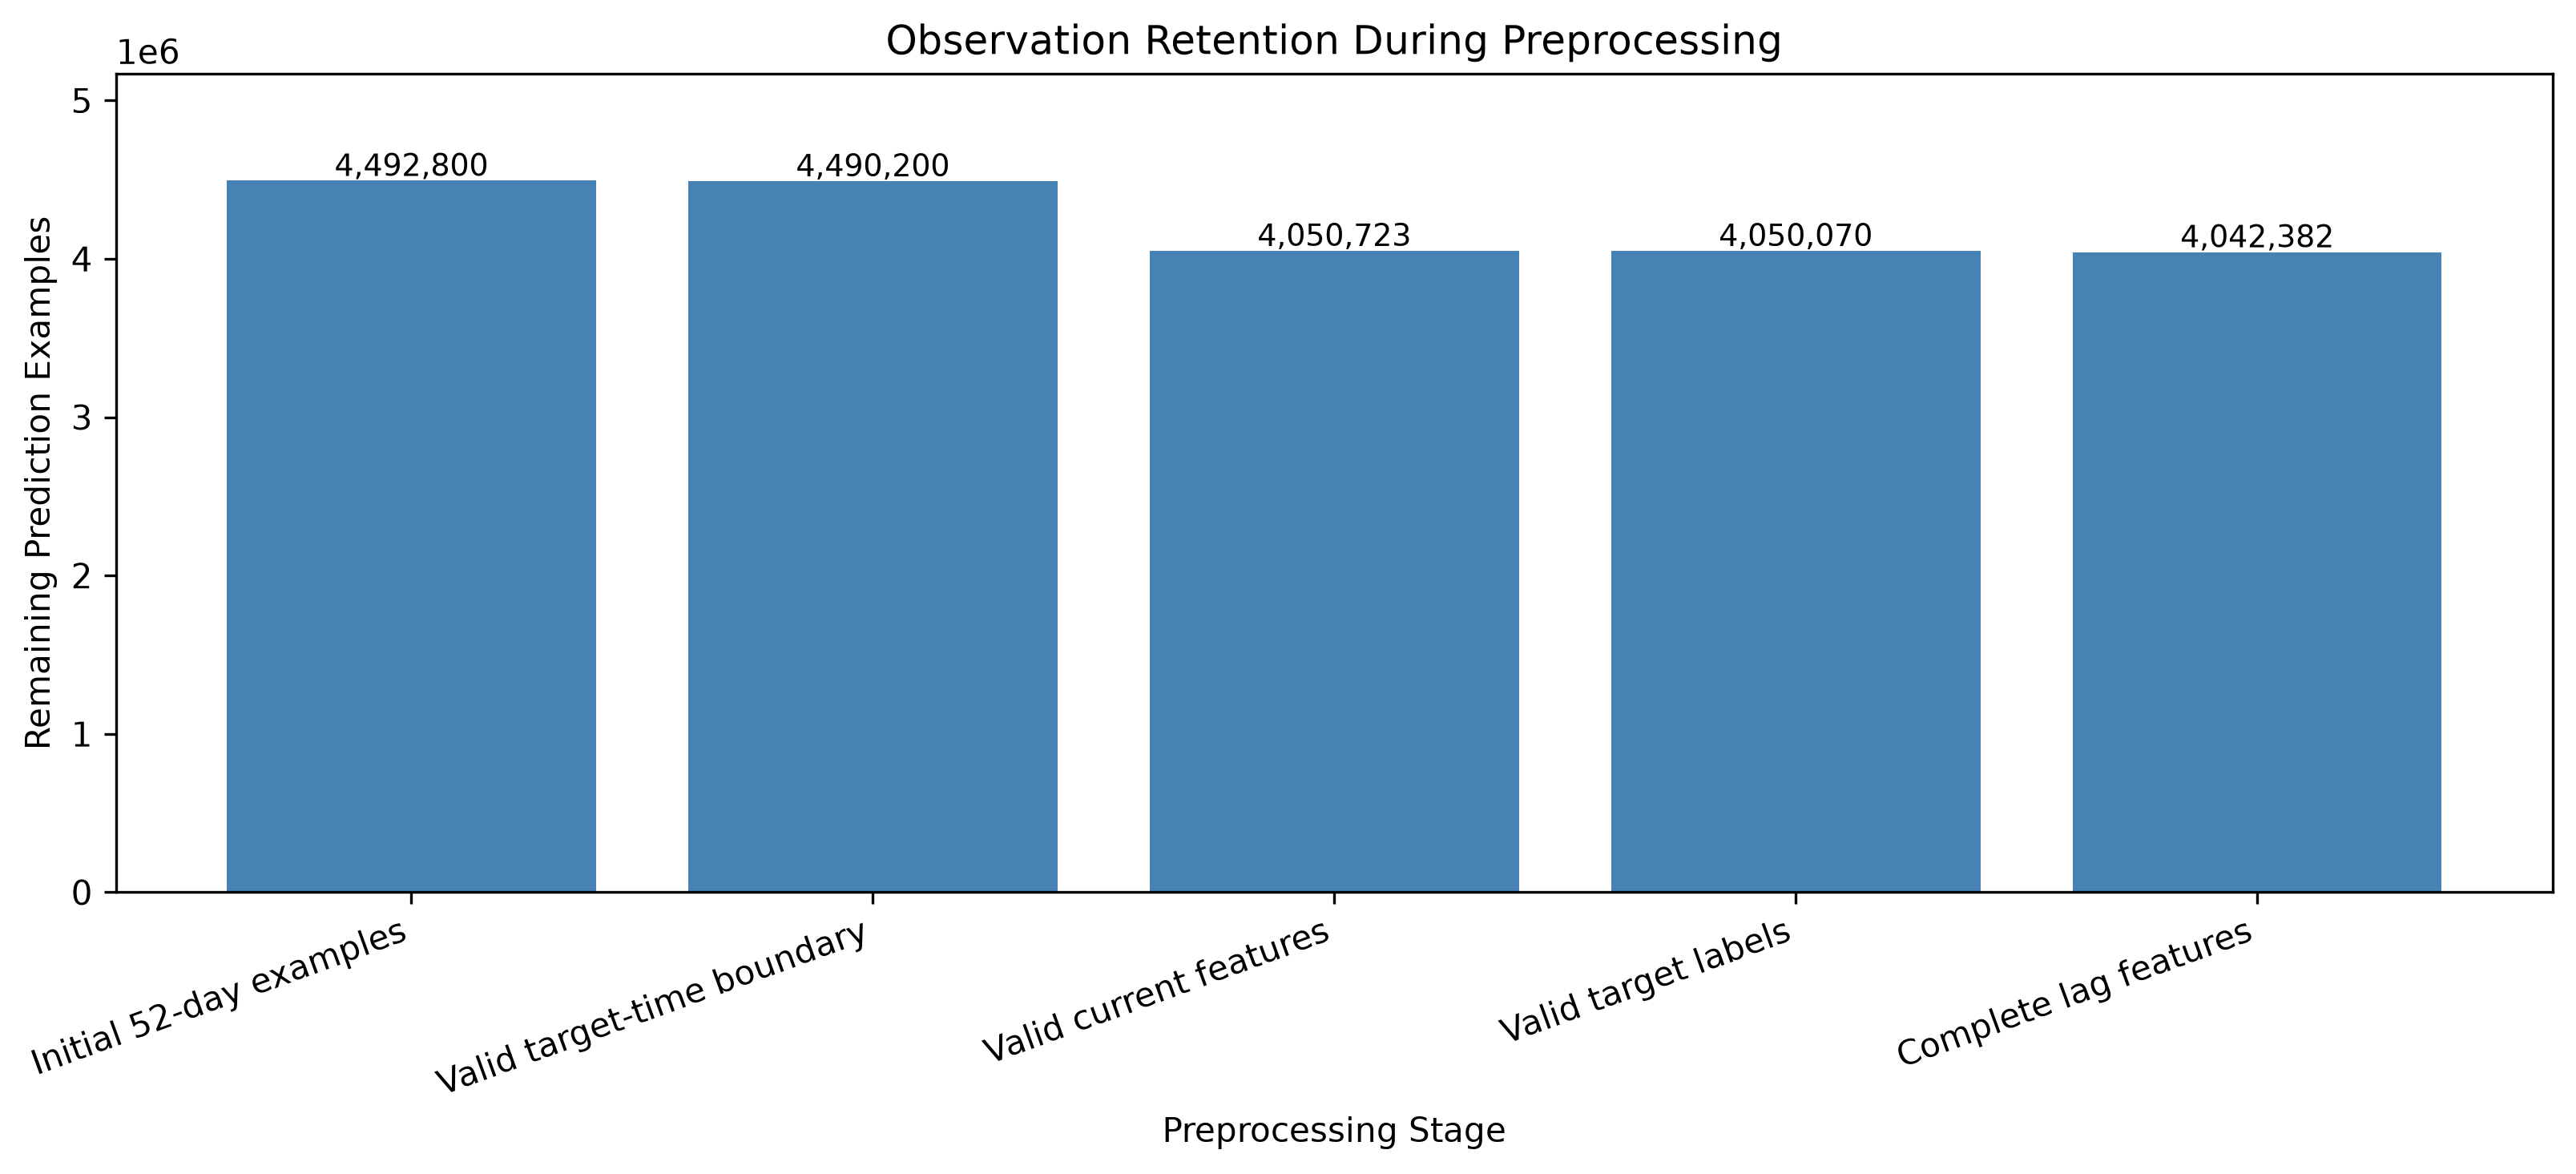 Observation Retention During Preprocessing
1e6
Remaining Prediction Examples
5
4
3
2
1
0
4,492,800
4,490,200
4,050,723
4,050,070
4,042,382
Initial 52-day examples
Valid target-time boundary
Valid current features
Valid target labels
Complete lag features
Preprocessing Stage